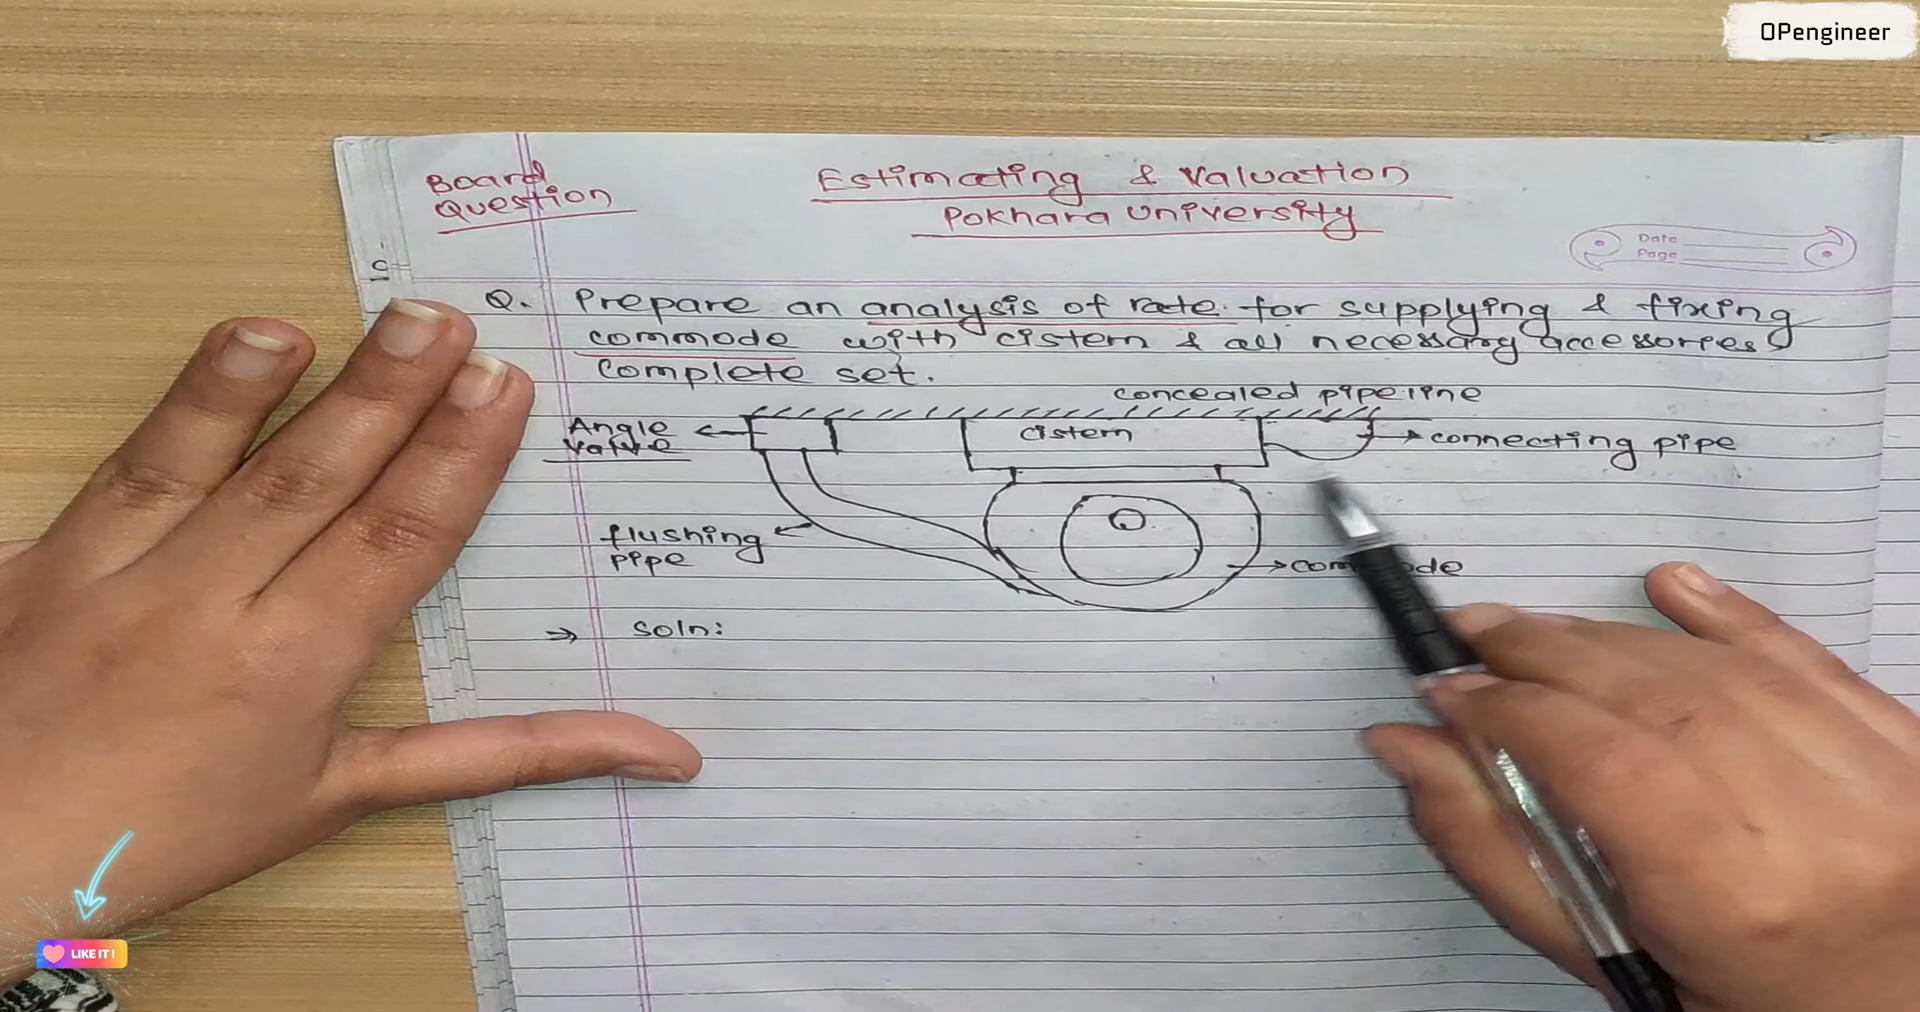 OPengineer
Board
Question
Estimating & Valuation
Pokhara University
Date
Page
Q. Prepare an analysis of rate for supplying & fixing
commode with cistern & all necessary accessories
complete set.
concealed pipeline
Angle
Valve
cistern
connecting pipe
flushing
pipe
soln:
LIKE IT!